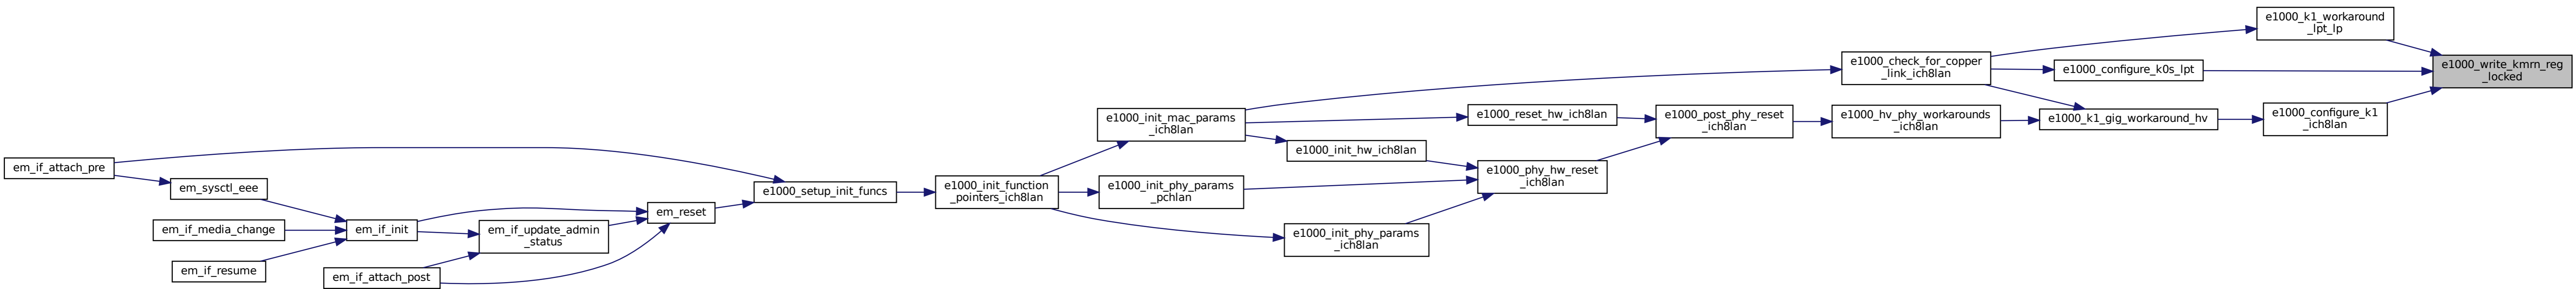 em_if_attach_pre
em_sysctl_eee
em_if_media_change
em_if_resume
em_if_init
em_if_attach_post
em_if_update_admin
_status
em_reset
e1000_setup_init_funcs
e1000_init_function
_pointers_ich8lan
e1000_init_mac_params
_ich8lan
e1000_init_phy_params
_pchlan
e1000_init_hw_ich8lan
e1000_init_phy_params
_ich8lan
e1000_reset_hw_ich8lan
e1000_phy_hw_reset
_ich8lan
e1000_post_phy_reset
_ich8lan
e1000_check_for_copper
_link_ich8lan
e1000_hv_phy_workarounds
_ich8lan
e1000_configure_k0s_lpt
e1000_k1_gig_workaround_hv
e1000_k1_workaround
_lpt_lp
e1000_configure_k1
_ich8lan
e1000_write_kmrn_reg
_locked